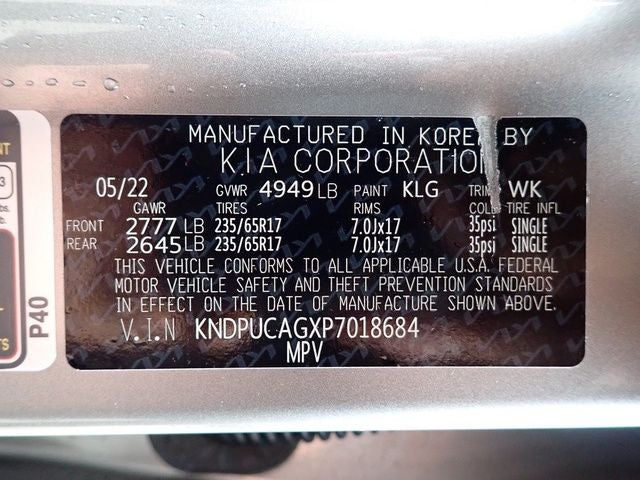 MANUFACTURED IN KOREA BY
KIA CORPORATION
05/22 GVWR 4949 LB PAINT KLG TRIM WK
GAWR TIRES RIMS COLD TIRE INFL
FRONT 2777 LB 235/65R17 7.0Jx17 35psi SINGLE
REAR 2645 LB 235/65R17 7.0Jx17 35psi SINGLE
THIS VEHICLE CONFORMS TO ALL APPLICABLE U.S.A. FEDERAL
MOTOR VEHICLE SAFETY AND THEFT PREVENTION STANDARDS
IN EFFECT ON THE DATE OF MANUFACTURE SHOWN ABOVE.
V.I.N KNDPUCAGXP7018684
MPV
P40